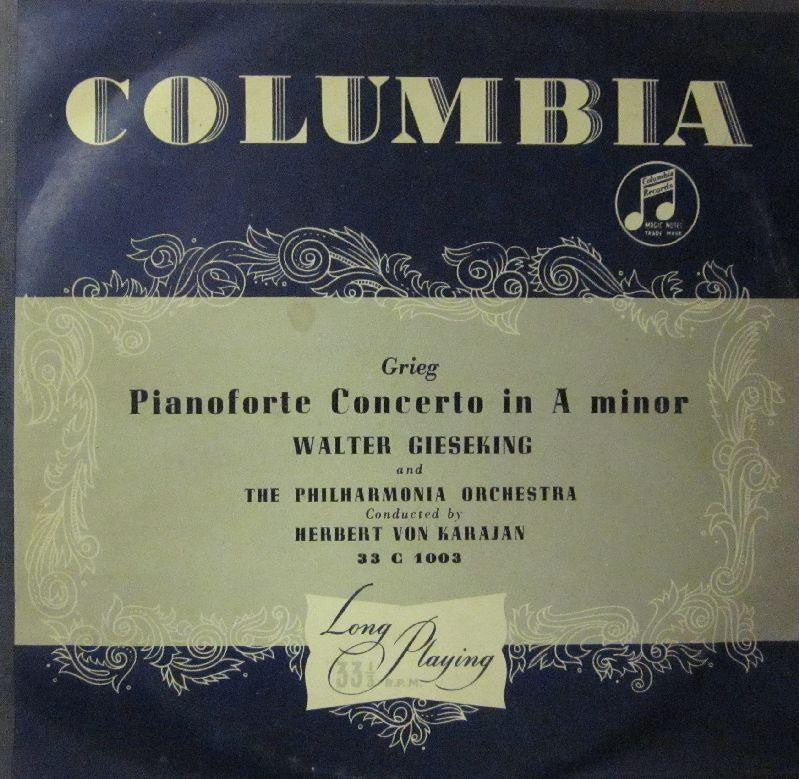 COLUMBIA
Columbia
Records
MAGIC NOTES
TRADE MARK
Grieg
Pianoforte Concerto in A minor
WALTER GIESEKING
and
THE PHILHARMONIA ORCHESTRA
Conducted by
HERBERT VON KARAJAN
33 C 1003
Long Playing
33⅓ R.P.M.